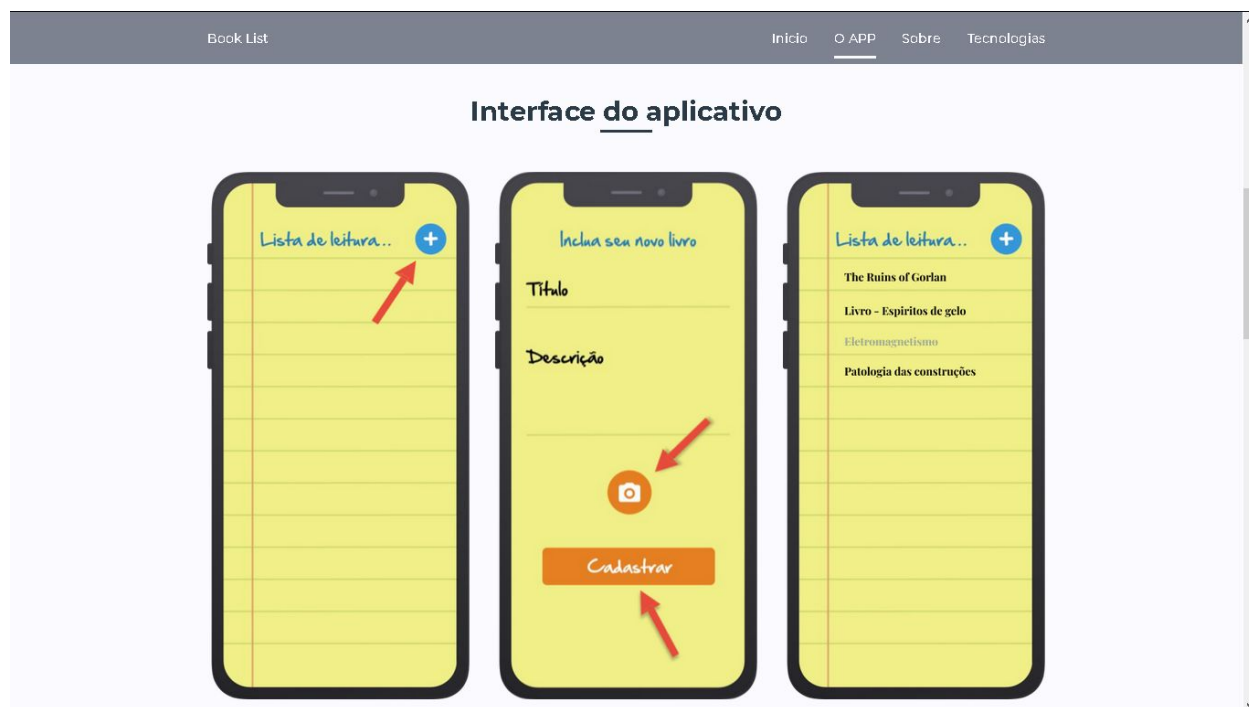 Book List
Inicio O APP Sobre Tecnologias
Interface do aplicativo
Lista de leitura...
Inclua seu novo livro
Título
Descrição
Cadastrar
Lista de leitura...
The Ruins of Gorlan
Livro - Espiritos de gelo
Eletromagnetismo
Patologia das construções